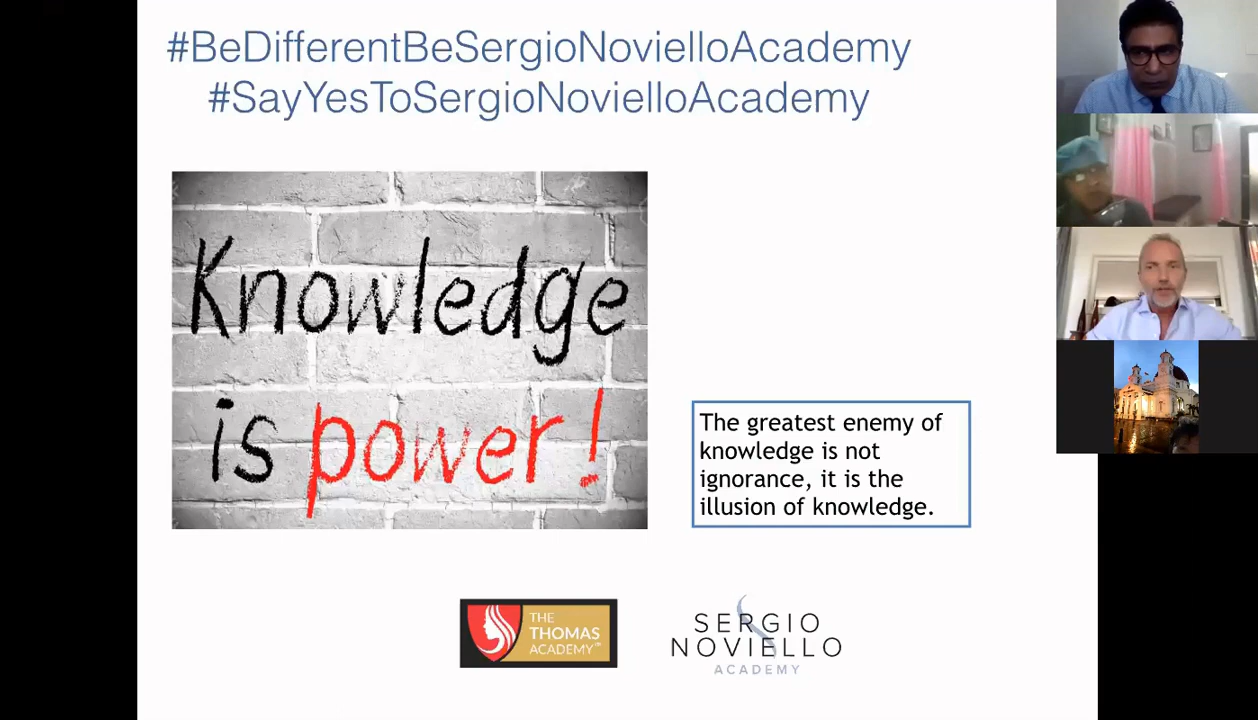 #BeDifferentBeSergioNovielloAcademy
#SayYesToSergioNovielloAcademy
Knowledge
is power!
The greatest enemy of
knowledge is not
ignorance, it is the
illusion of knowledge.
THE
THOMAS
ACADEMY
SERGIO
NOVIELLO
ACADEMY